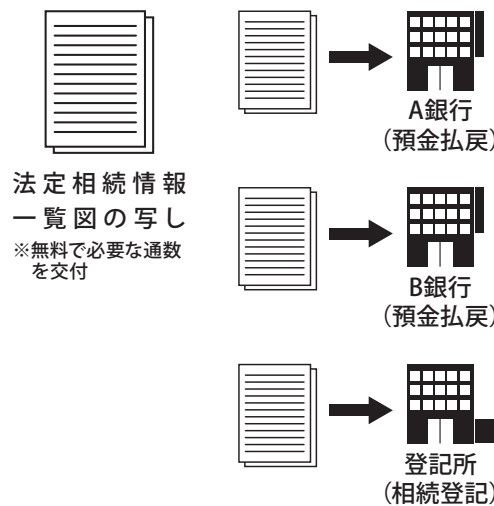 法定相続情報
一覧図の写し
※無料で必要な通数
を交付
A銀行
(預金払戻)
B銀行
(預金払戻)
登記所
(相続登記)